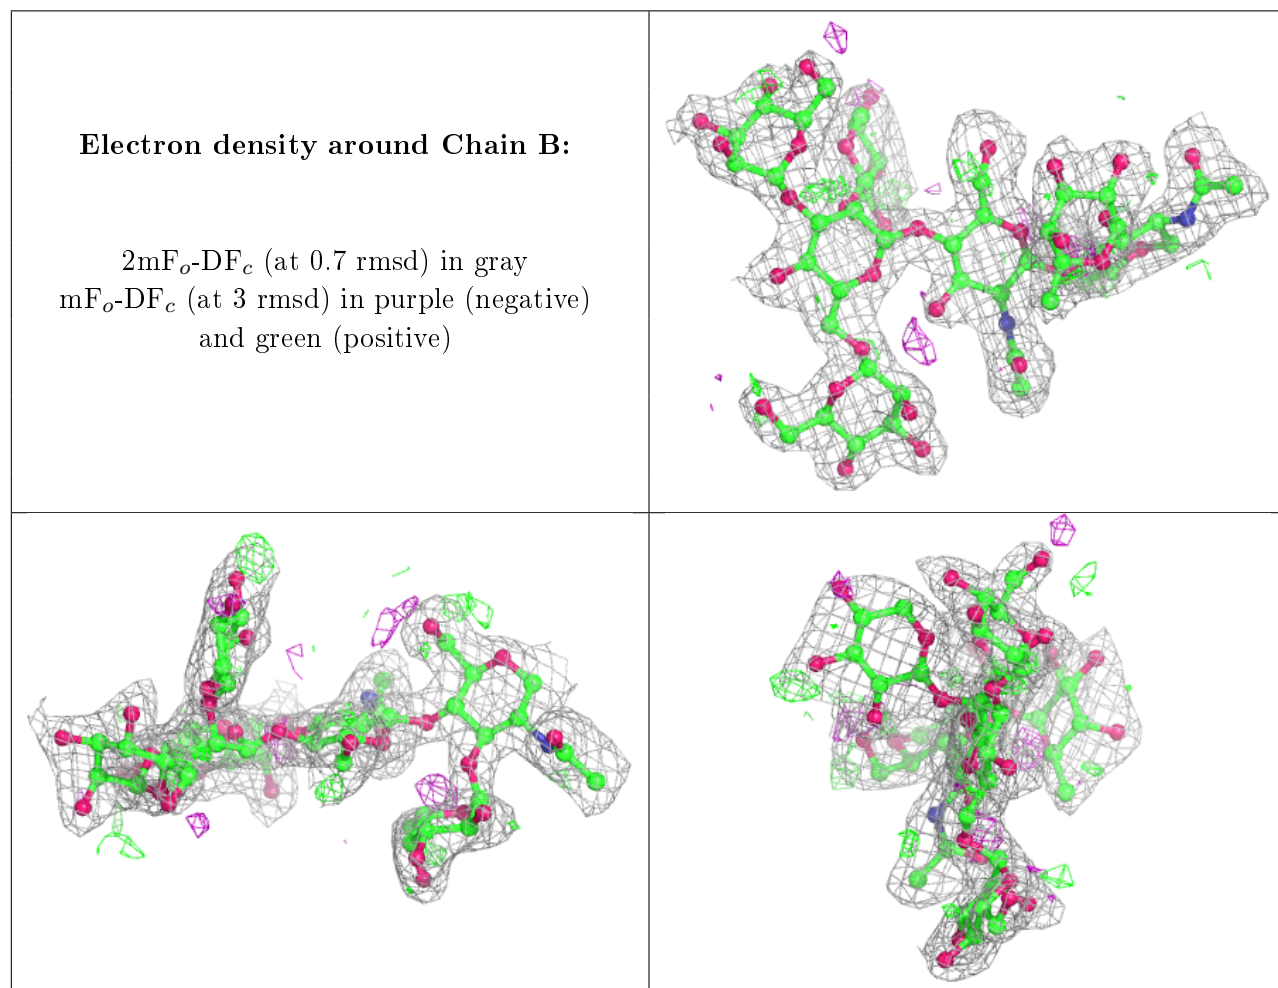 Electron density around Chain B:
2mFo-DFc (at 0.7 rmsd) in gray
mFo-DFc (at 3 rmsd) in purple (negative)
and green (positive)